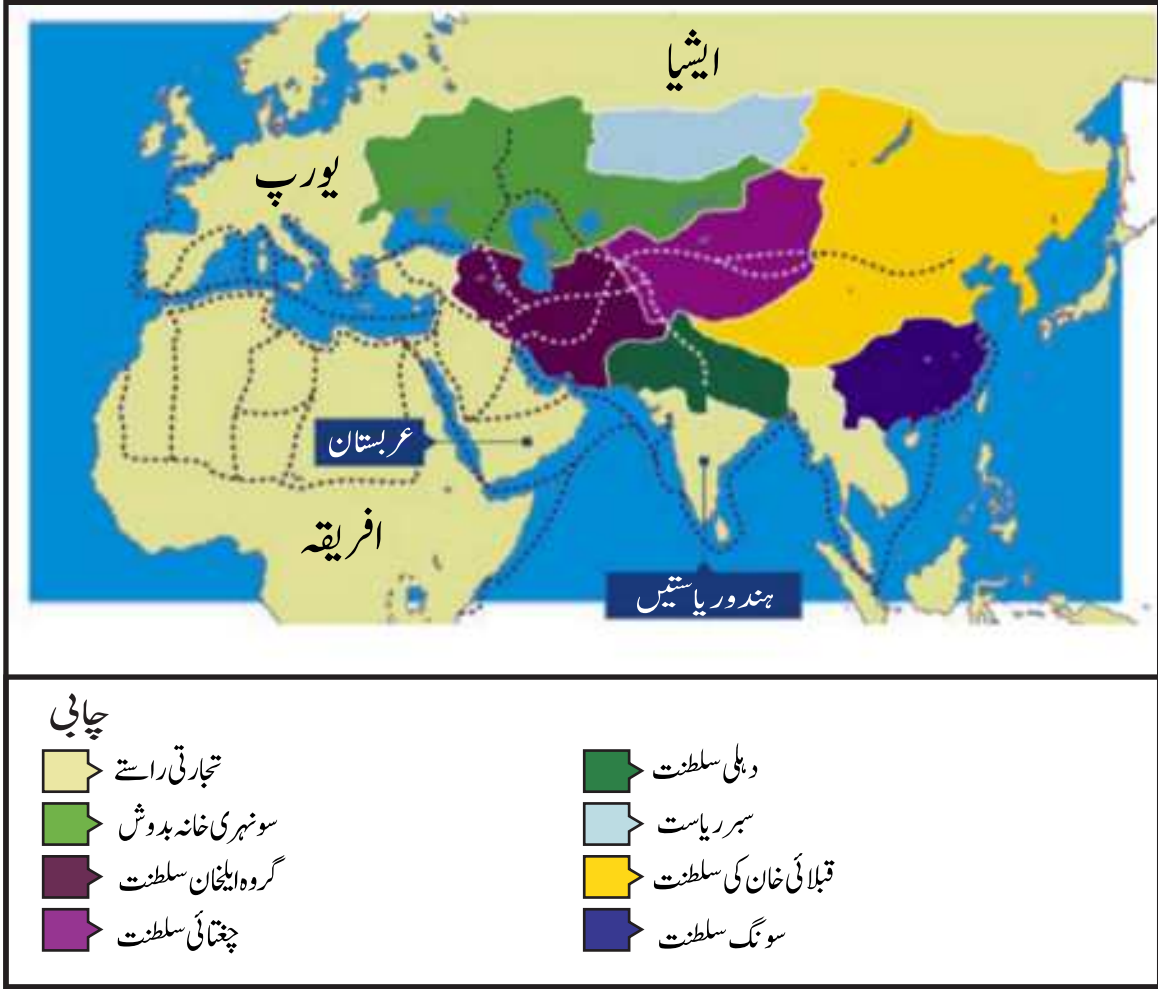 ایشیا
یورپ
عربستان
افریقہ
ہندو ریاستیں
چابی
دہلی سلطنت
تجارتی راستے
سبر ریاست
سونہری خانہ بدوش
قبلائی خان کی سلطنت
گروہ ایلخان سلطنت
سونگ سلطنت
چغتائی سلطنت